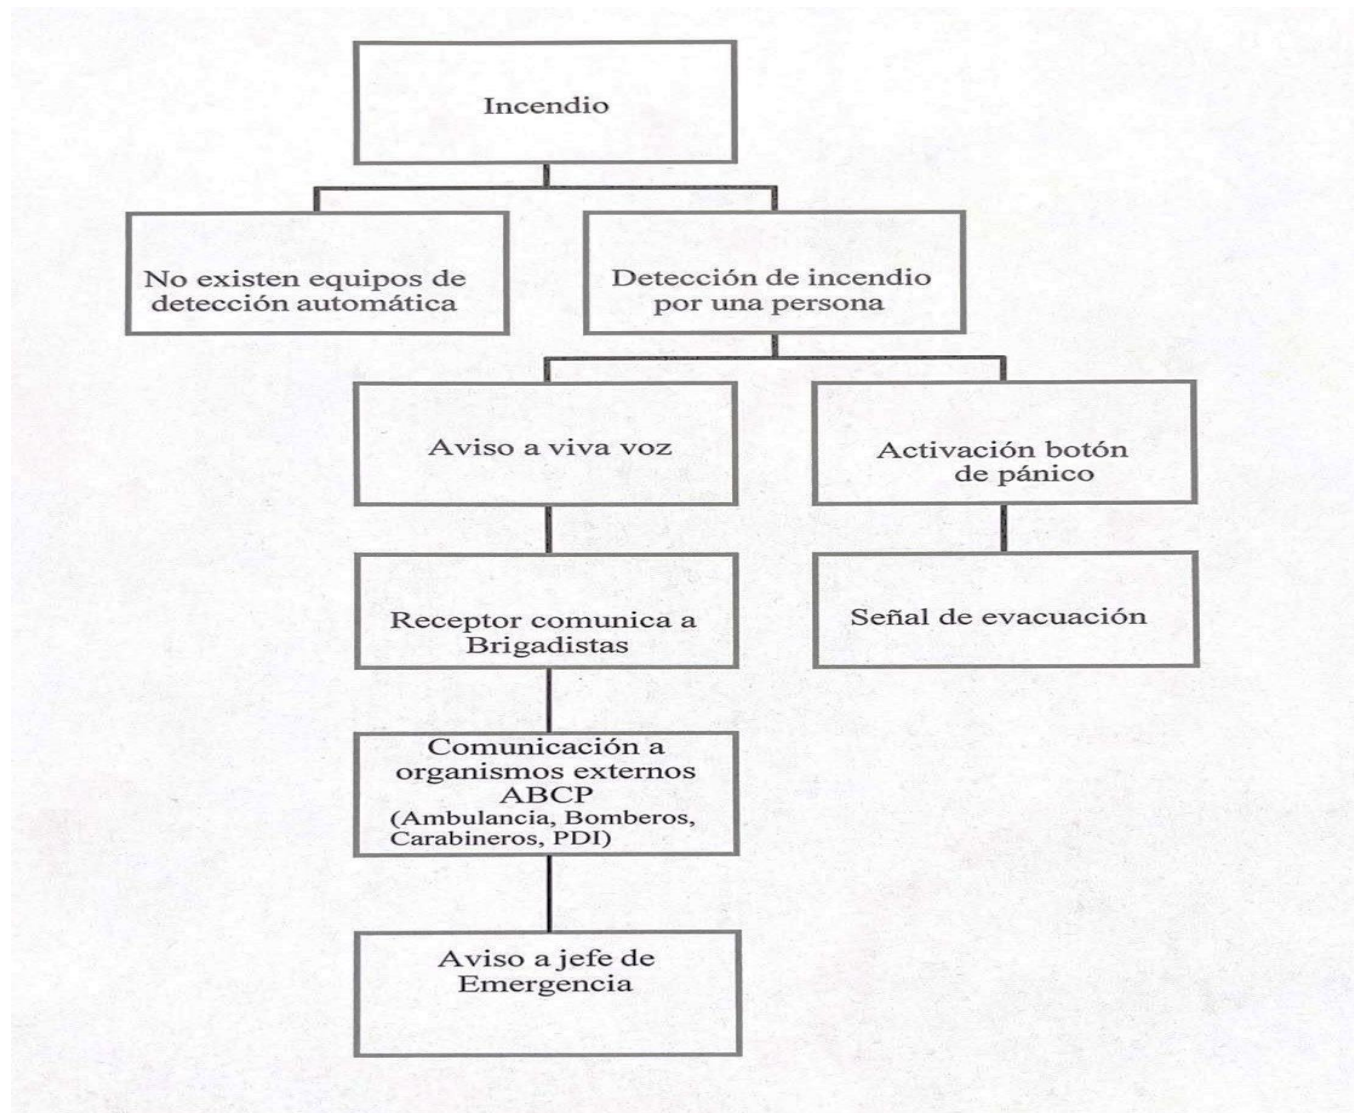 Incendio
No existen equipos de
detección automática
Detección de incendio
por una persona
Aviso a viva voz
Activación botón
de pánico
Receptor comunica a
Brigadistas
Señal de evacuación
Comunicación a
organismos externos
ABCP
(Ambulancia, Bomberos,
Carabineros, PDI)
Aviso a jefe de
Emergencia